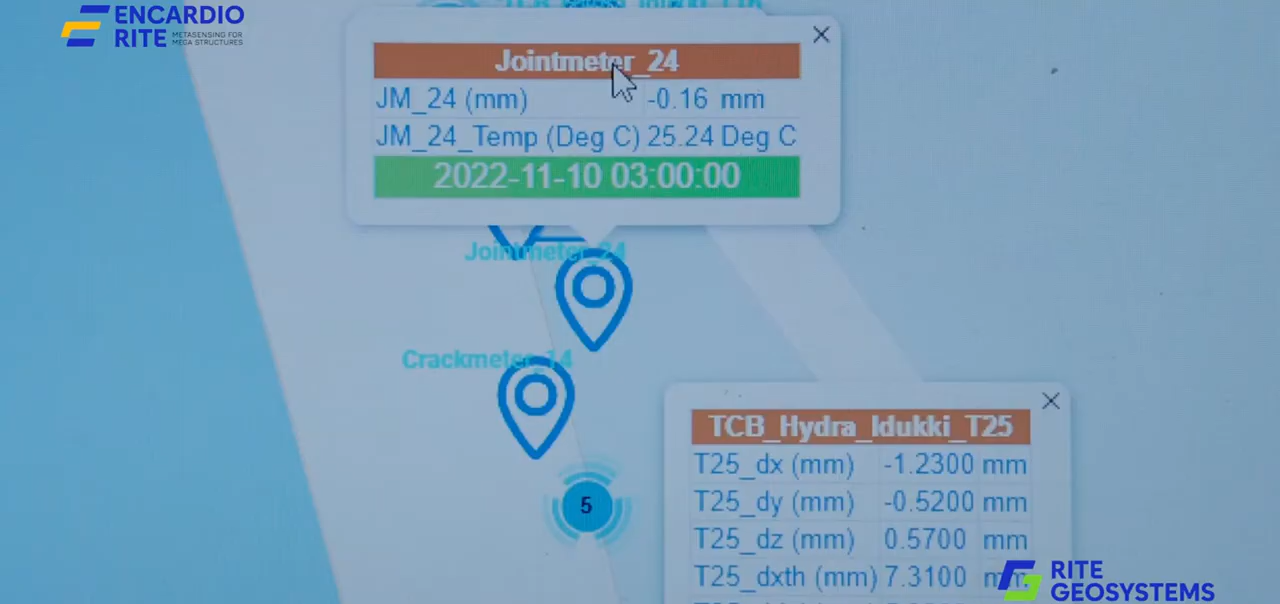 ENCARDIO
RITE
METASENSING FOR
MEGA STRUCTURES
Jointmeter_24
JM_24 (mm) -0.16 mm
JM_24_Temp (Deg C) 25.24 Deg C
2022-11-10 03:00:00
Jointmeter_24
Crackmeter_14
5
TCB_Hydra_Idukki_T25
T25_dx (mm) -1.2300 mm
T25_dy (mm) -0.5200 mm
T25_dz (mm) 0.5700 mm
T25_dxth (mm) 7.3100 mm
RITE
GEOSYSTEMS